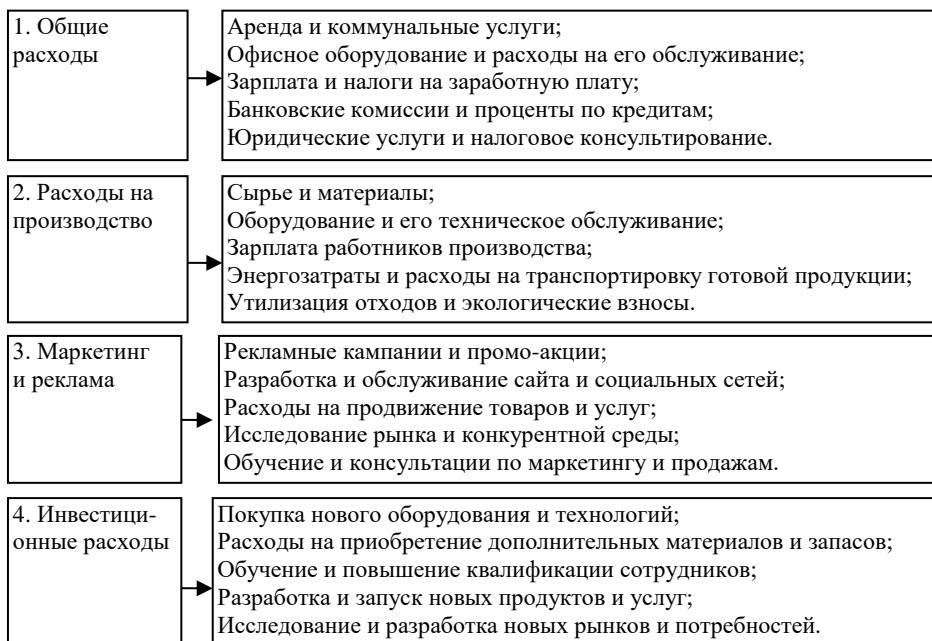 1. Общие
расходы
Аренда и коммунальные услуги;
Офисное оборудование и расходы на его обслуживание;
Зарплата и налоги на заработную плату;
Банковские комиссии и проценты по кредитам;
Юридические услуги и налоговое консультирование.
2. Расходы на
производство
Сырье и материалы;
Оборудование и его техническое обслуживание;
Зарплата работников производства;
Энергозатраты и расходы на транспортировку готовой продукции;
Утилизация отходов и экологические взносы.
3. Маркетинг
и реклама
Рекламные кампании и промо-акции;
Разработка и обслуживание сайта и социальных сетей;
Расходы на продвижение товаров и услуг;
Исследование рынка и конкурентной среды;
Обучение и консультации по маркетингу и продажам.
4. Инвестици-
онные расходы
Покупка нового оборудования и технологий;
Расходы на приобретение дополнительных материалов и запасов;
Обучение и повышение квалификации сотрудников;
Разработка и запуск новых продуктов и услуг;
Исследование и разработка новых рынков и потребностей.